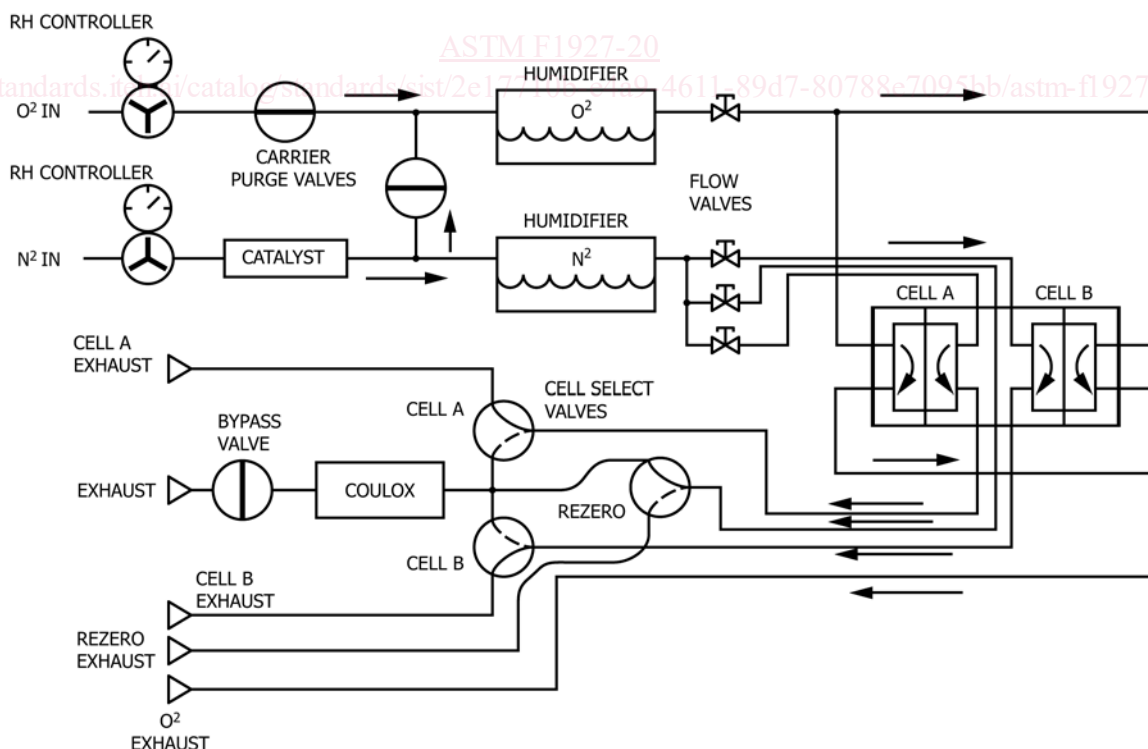 RH CONTROLLER
ASTM F1927-20
HUMIDIFIER
O² IN
O²
CARRIER
PURGE VALVES
RH CONTROLLER
FLOW
VALVES
HUMIDIFIER
N² IN
CATALYST
N²
CELL A
CELL B
CELL A
EXHAUST
CELL A
CELL SELECT
VALVES
BYPASS
VALVE
EXHAUST
COULOX
REZERO
CELL B
CELL B
EXHAUST
REZERO
EXHAUST
O²
EXHAUST